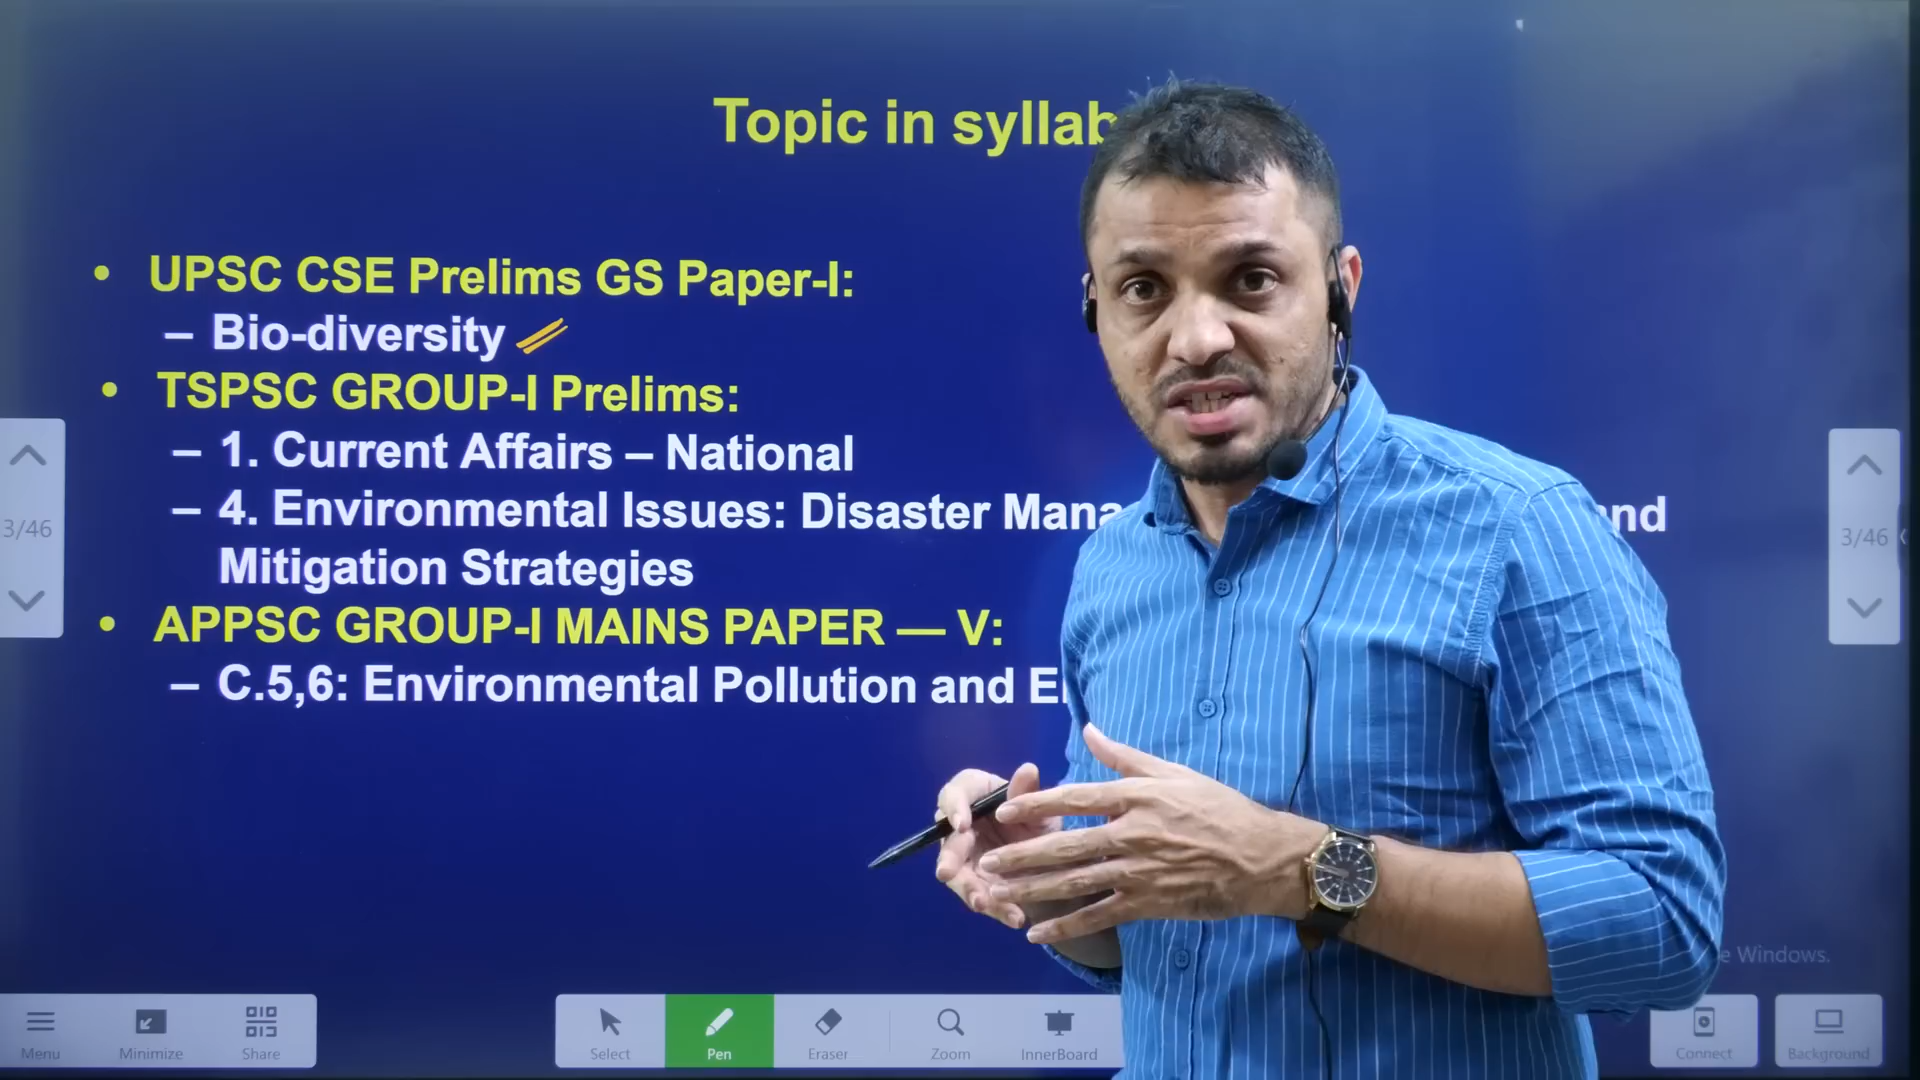 Topic in syllab
• UPSC CSE Prelims GS Paper-I:
– Bio-diversity
• TSPSC GROUP-I Prelims:
– 1. Current Affairs – National
– 4. Environmental Issues: Disaster Mana nd
Mitigation Strategies
• APPSC GROUP-I MAINS PAPER — V:
– C.5,6: Environmental Pollution and E
3/46
3/46
e Windows.
Menu
Minimize
Share
Select
Pen
Eraser
Zoom
InnerBoard
Connect
Background